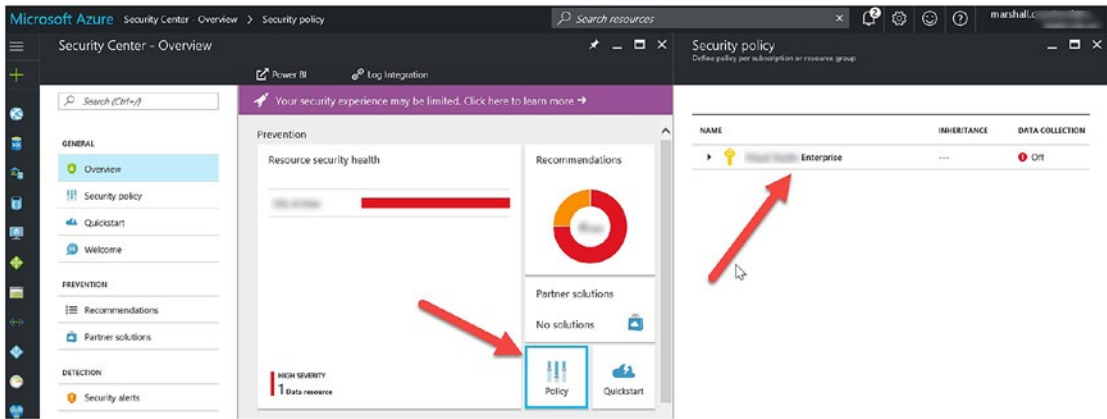 Microsoft Azure Security Center - Overview > Security policy
Search resources
2
marshall.c
Security Center - Overview
Power BI
Log Integration
Search (Ctrl+/)
GENERAL
Overview
Security policy
Quickstart
Welcome
PREVENTION
Recommendations
Partner solutions
DETECTION
Security alerts
Your security experience may be limited. Click here to learn more →
Prevention
Resource security health
HIGH SEVERITY
1 Data resource
Recommendations
Partner solutions
No solutions
Policy
Quickstart
Security policy
Define policy per subscription or resource group
NAME INHERITANCE DATA COLLECTION
Enterprise --- Off